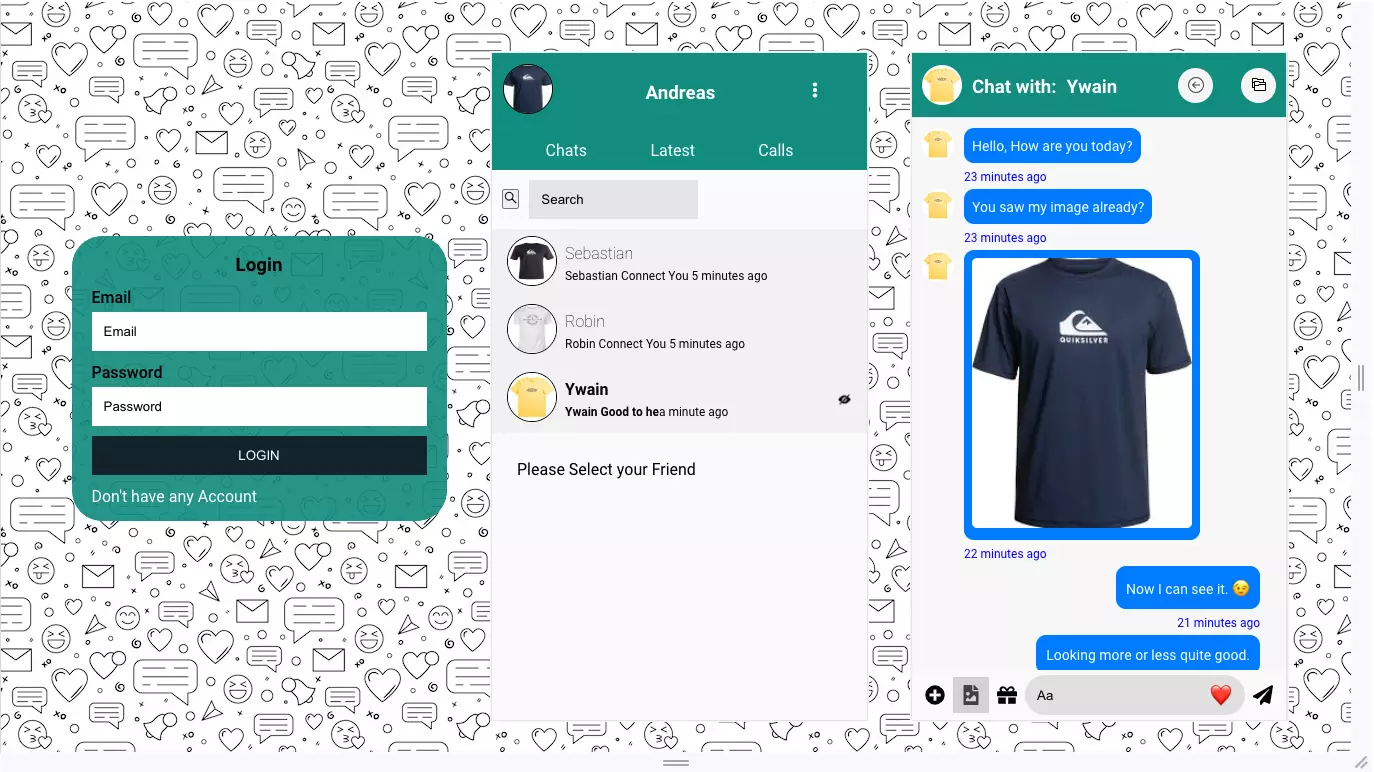 Login
Email
Email
Password
Password
LOGIN
Don't have any Account
Andreas
Chats Latest Calls
Search
Sebastian
Sebastian Connect You 5 minutes ago
Robin
Robin Connect You 5 minutes ago
Ywain
Ywain Good to hea minute ago
Please Select your Friend
Chat with: Ywain
Hello, How are you today?
23 minutes ago
You saw my image already?
23 minutes ago
QUIKSILVER
22 minutes ago
Now I can see it. 😉
21 minutes ago
Looking more or less quite good.
Aa ❤️